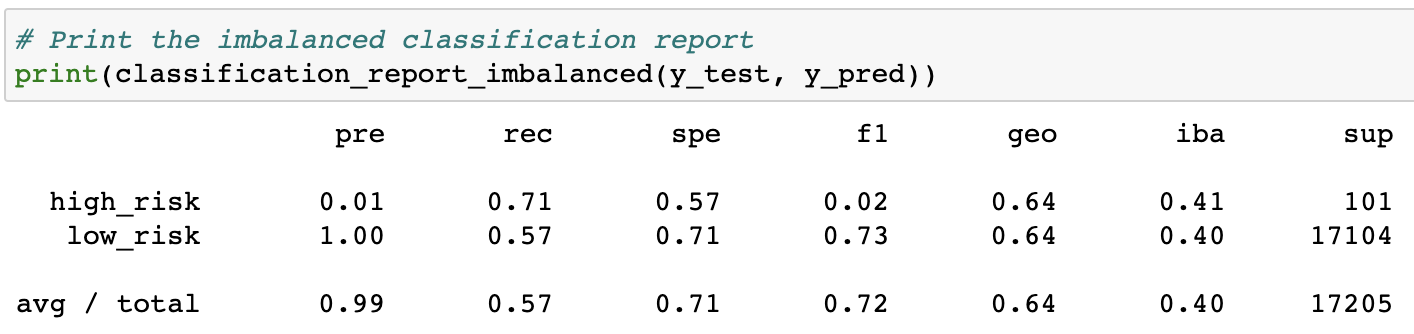 # Print the imbalanced classification report
print(classification_report_imbalanced(y_test, y_pred))
pre rec spe f1 geo iba sup
high_risk 0.01 0.71 0.57 0.02 0.64 0.41 101
low_risk 1.00 0.57 0.71 0.73 0.64 0.40 17104
avg / total 0.99 0.57 0.71 0.72 0.64 0.40 17205